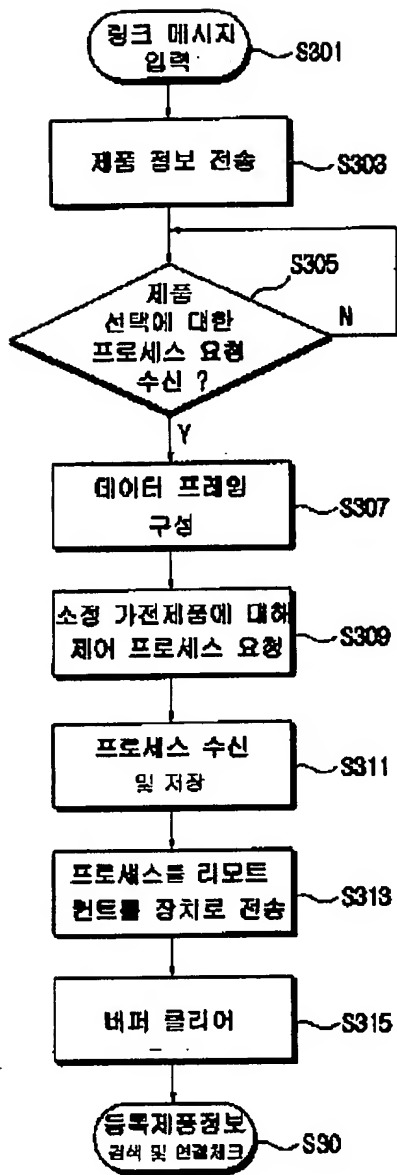 링크 메시지
입력
S301
제품 정보 전송
S303
S305
제품
선택에 대한
프로세스 요청
수신 ?
N
Y
데이터 프레임
구성
S307
소정 가전제품에 대해
제어 프로세스 요청
S309
프로세스 수신
및 저장
S311
프로세스를 리모트
컨트롤 장치로 전송
S313
버퍼 클리어
S315
등록제품정보
검색 및 연결체크
S90